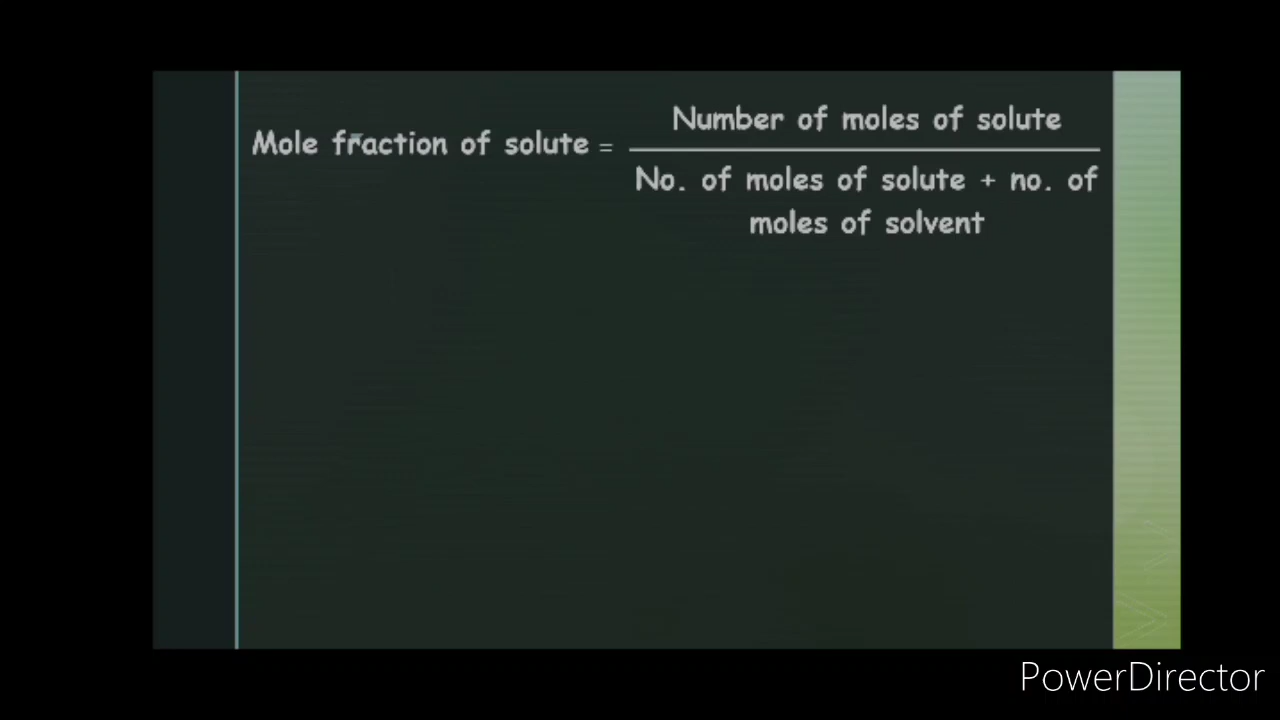 Number of moles of solute
Mole fraction of solute =
No. of moles of solute + no. of
moles of solvent
PowerDirector